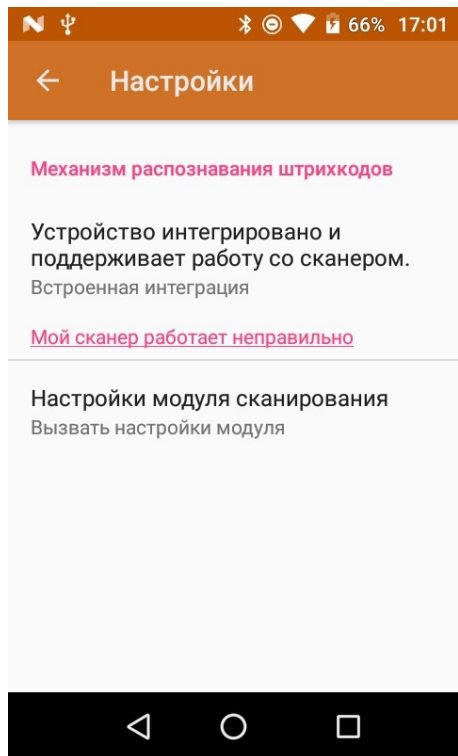 66% 17:01
Настройки
Механизм распознавания штрихкодов
Устройство интегрировано и
поддерживает работу со сканером.
Встроенная интеграция
Мой сканер работает неправильно
Настройки модуля сканирования
Вызвать настройки модуля